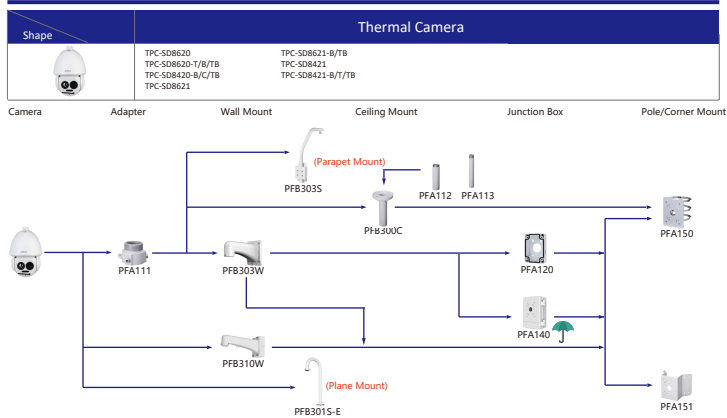 Shape
Thermal Camera
TPC-SD8620
TPC-SD8620-T/B/TB
TPC-SD8420-B/C/TB
TPC-SD8621
TPC-SD8621-B/TB
TPC-SD8421
TPC-SD8421-B/T/TB
Camera
Adapter
Wall Mount
Ceiling Mount
Junction Box
Pole/Corner Mount
(Parapet Mount)
PFB303S
PFA112
PFA113
PFB300C
PFA150
PFA111
PFB303W
PFA120
PFA140
PFB310W
(Plane Mount)
PFB301S-E
PFA151